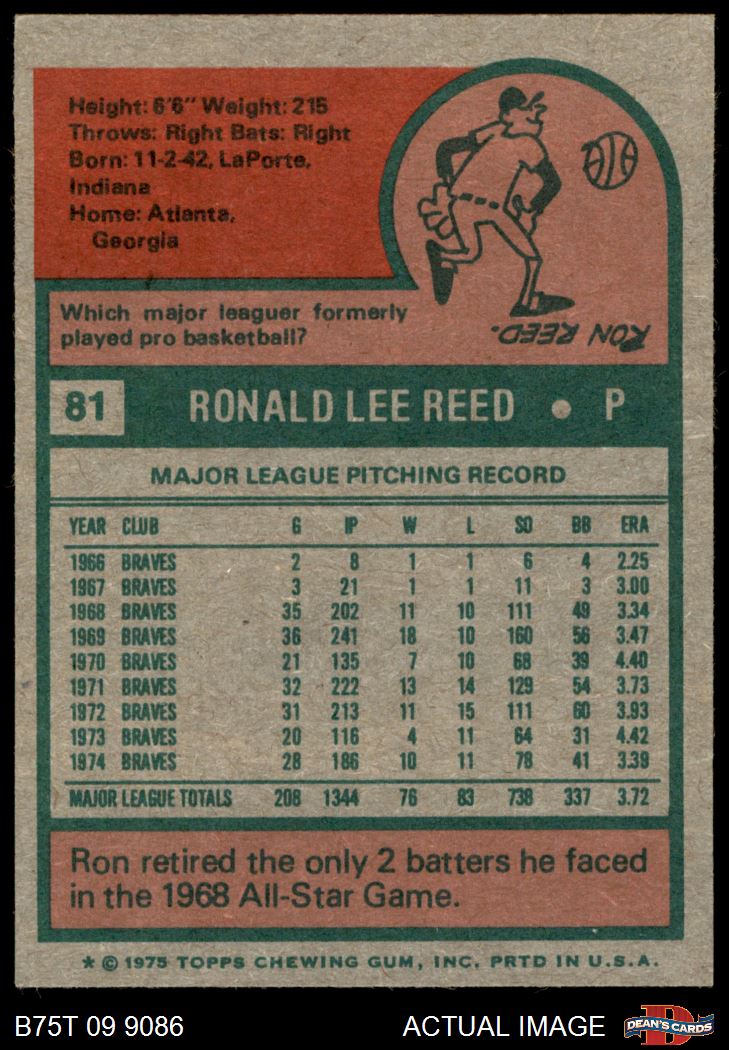 Height: 6'6" Weight: 215
Throws: Right Bats: Right
Born: 11-2-42, LaPorte,
Indiana
Home: Atlanta,
Georgia
Which major leaguer formerly
played pro basketball?
RON REED.
81 RONALD LEE REED • P
MAJOR LEAGUE PITCHING RECORD
YEAR CLUB G IP W L SO BB ERA
1966 BRAVES 2 8 1 1 6 4 2.25
1967 BRAVES 3 21 1 1 11 3 3.00
1968 BRAVES 35 202 11 10 111 49 3.34
1969 BRAVES 36 241 18 10 160 56 3.47
1970 BRAVES 21 135 7 10 68 39 4.40
1971 BRAVES 32 222 13 14 129 54 3.73
1972 BRAVES 31 213 11 15 111 60 3.93
1973 BRAVES 20 116 4 11 64 31 4.42
1974 BRAVES 28 186 10 11 78 41 3.39
MAJOR LEAGUE TOTALS 208 1344 76 83 738 337 3.72
Ron retired the only 2 batters he faced
in the 1968 All-Star Game.
* © 1975 TOPPS CHEWING GUM, INC. PRTD IN U.S.A.
B75T 09 9086 ACTUAL IMAGE DEAN'S CARDS